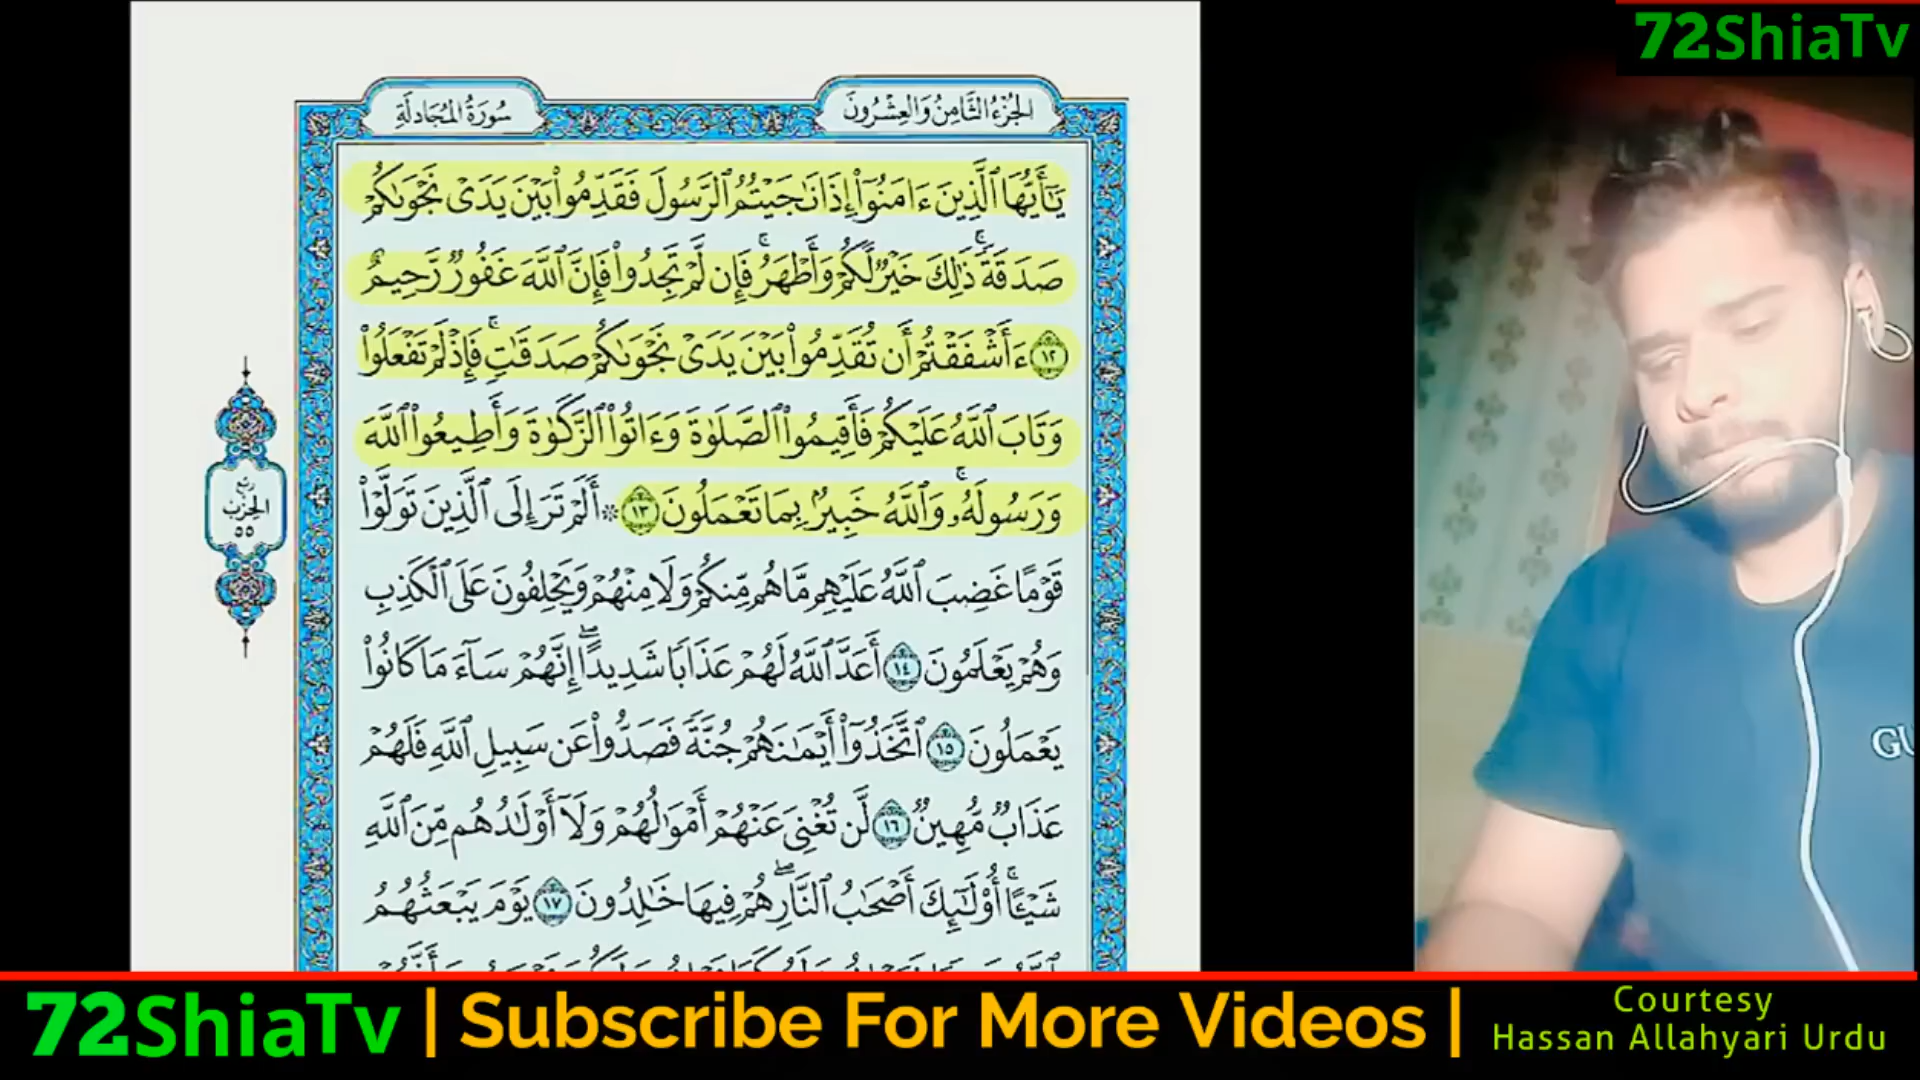 72ShiaTv
سُورَةُ المُجَادلَةِ
الجُزْءُ الثَّامِنُ وَالعِشْرُونَ
يَٰٓأَيُّهَا ٱلَّذِينَ ءَامَنُوٓا۟ إِذَا نَٰجَيْتُمُ ٱلرَّسُولَ فَقَدِّمُوا۟ بَيْنَ يَدَىْ نَجْوَىٰكُمْ
صَدَقَةً ۚ ذَٰلِكَ خَيْرٌ لَّكُمْ وَأَطْهَرُ ۚ فَإِن لَّمْ تَجِدُوا۟ فَإِنَّ ٱللَّهَ غَفُورٌ رَّحِيمٌ
١٢ ءَأَشْفَقْتُمْ أَن تُقَدِّمُوا۟ بَيْنَ يَدَىْ نَجْوَىٰكُمْ صَدَقَٰتٍ ۚ فَإِذْ لَمْ تَفْعَلُوا۟
وَتَابَ ٱللَّهُ عَلَيْكُمْ فَأَقِيمُوا۟ ٱلصَّلَوٰةَ وَءَاتُوا۟ ٱلزَّكَوٰةَ وَأَطِيعُوا۟ ٱللَّهَ
وَرَسُولَهُۥ ۚ وَٱللَّهُ خَبِيرٌۢ بِمَا تَعْمَلُونَ ١٣ ۞ أَلَمْ تَرَ إِلَى ٱلَّذِينَ تَوَلَّوْا۟
قَوْمًا غَضِبَ ٱللَّهُ عَلَيْهِم مَّا هُم مِّنكُمْ وَلَا مِنْهُمْ وَيَحْلِفُونَ عَلَى ٱلْكَذِبِ
وَهُمْ يَعْلَمُونَ ١٤ أَعَدَّ ٱللَّهُ لَهُمْ عَذَابًا شَدِيدًا ۖ إِنَّهُمْ سَآءَ مَا كَانُوا۟
يَعْمَلُونَ ١٥ ٱتَّخَذُوٓا۟ أَيْمَٰنَهُمْ جُنَّةً فَصَدُّوا۟ عَن سَبِيلِ ٱللَّهِ فَلَهُمْ
عَذَابٌ مُّهِينٌ ١٦ لَّن تُغْنِىَ عَنْهُمْ أَمْوَٰلُهُمْ وَلَآ أَوْلَٰدُهُم مِّنَ ٱللَّهِ
شَيْـًٔا ۚ أُو۟لَٰٓئِكَ أَصْحَٰبُ ٱلنَّارِ ۖ هُمْ فِيهَا خَٰلِدُونَ ١٧ يَوْمَ يَبْعَثُهُمُ
ربع
الحِزب
٥٥
GU
72ShiaTv | Subscribe For More Videos |
Courtesy
Hassan Allahyari Urdu